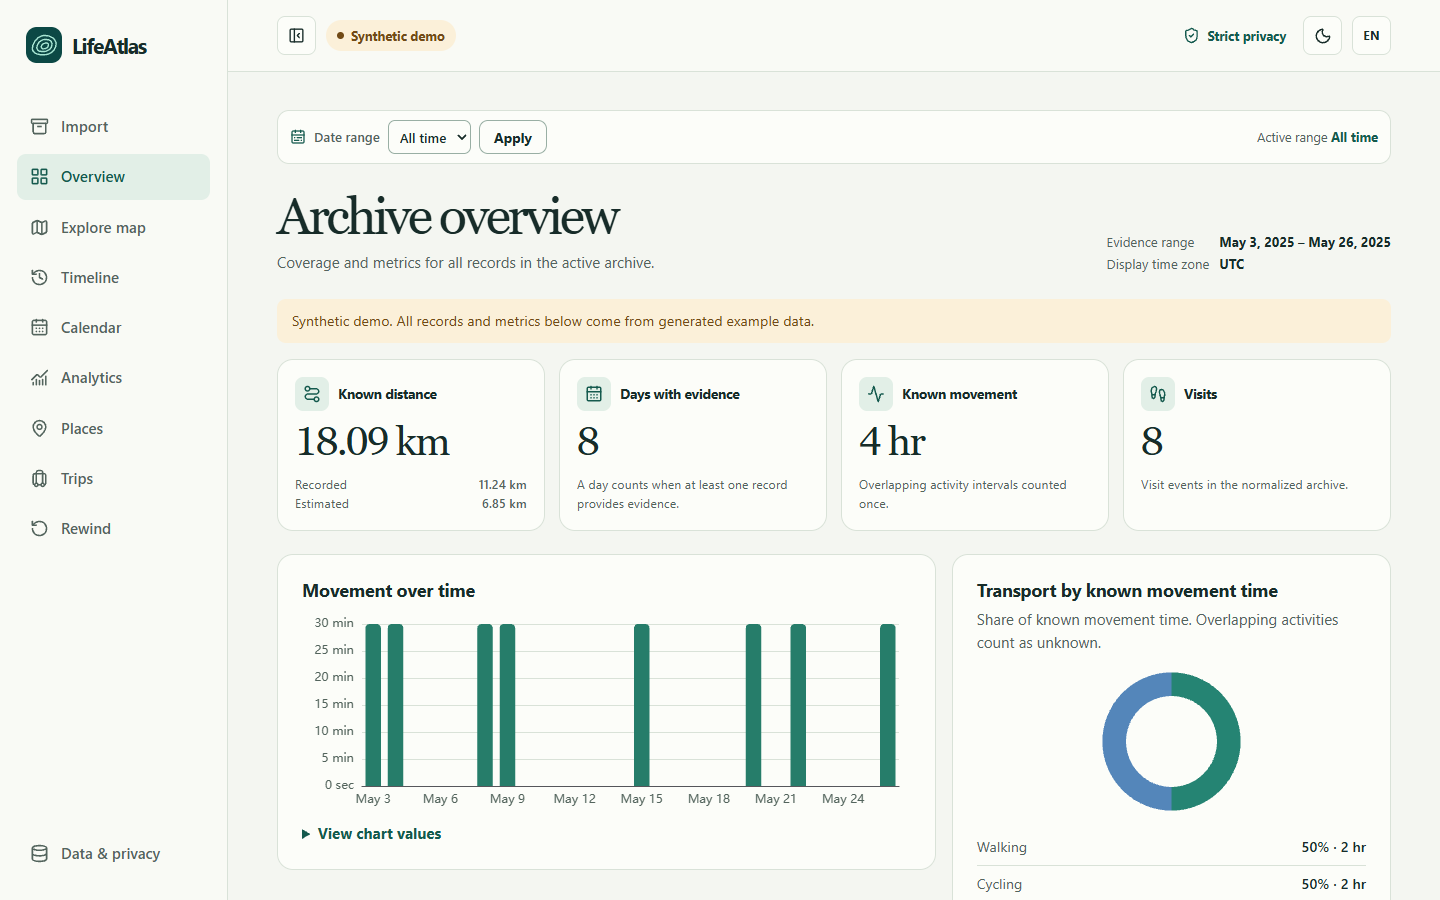 LifeAtlas
Import
Overview
Explore map
Timeline
Calendar
Analytics
Places
Trips
Rewind
Data & privacy
Synthetic demo
Strict privacy
EN
Date range
All time
Apply
Active range All time
Archive overview
Coverage and metrics for all records in the active archive.
Evidence range May 3, 2025 – May 26, 2025
Display time zone UTC
Synthetic demo. All records and metrics below come from generated example data.
Known distance
18.09 km
Recorded 11.24 km
Estimated 6.85 km
Days with evidence
8
A day counts when at least one record
provides evidence.
Known movement
4 hr
Overlapping activity intervals counted
once.
Visits
8
Visit events in the normalized archive.
Movement over time
30 min
25 min
20 min
15 min
10 min
5 min
0 sec
May 3 May 6 May 9 May 12 May 15 May 18 May 21 May 24
View chart values
Transport by known movement time
Share of known movement time. Overlapping activities
count as unknown.
Walking 50% · 2 hr
Cycling 50% · 2 hr